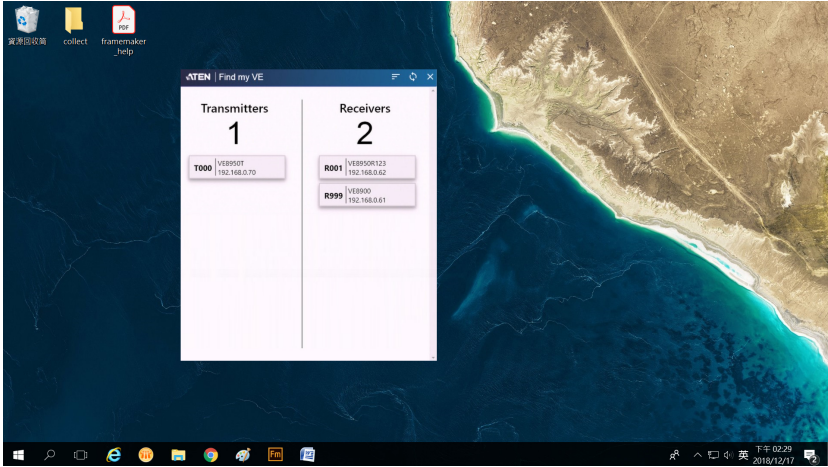 資源回收筒
collect
framemaker
_help
PDF
ATEN
Find my VE
Transmitters
1
T000
VE8950T
192.168.0.70
Receivers
2
R001
VE8950R123
192.168.0.62
R999
VE8900
192.168.0.61
Fm
英
下午 02:29
2018/12/17
2